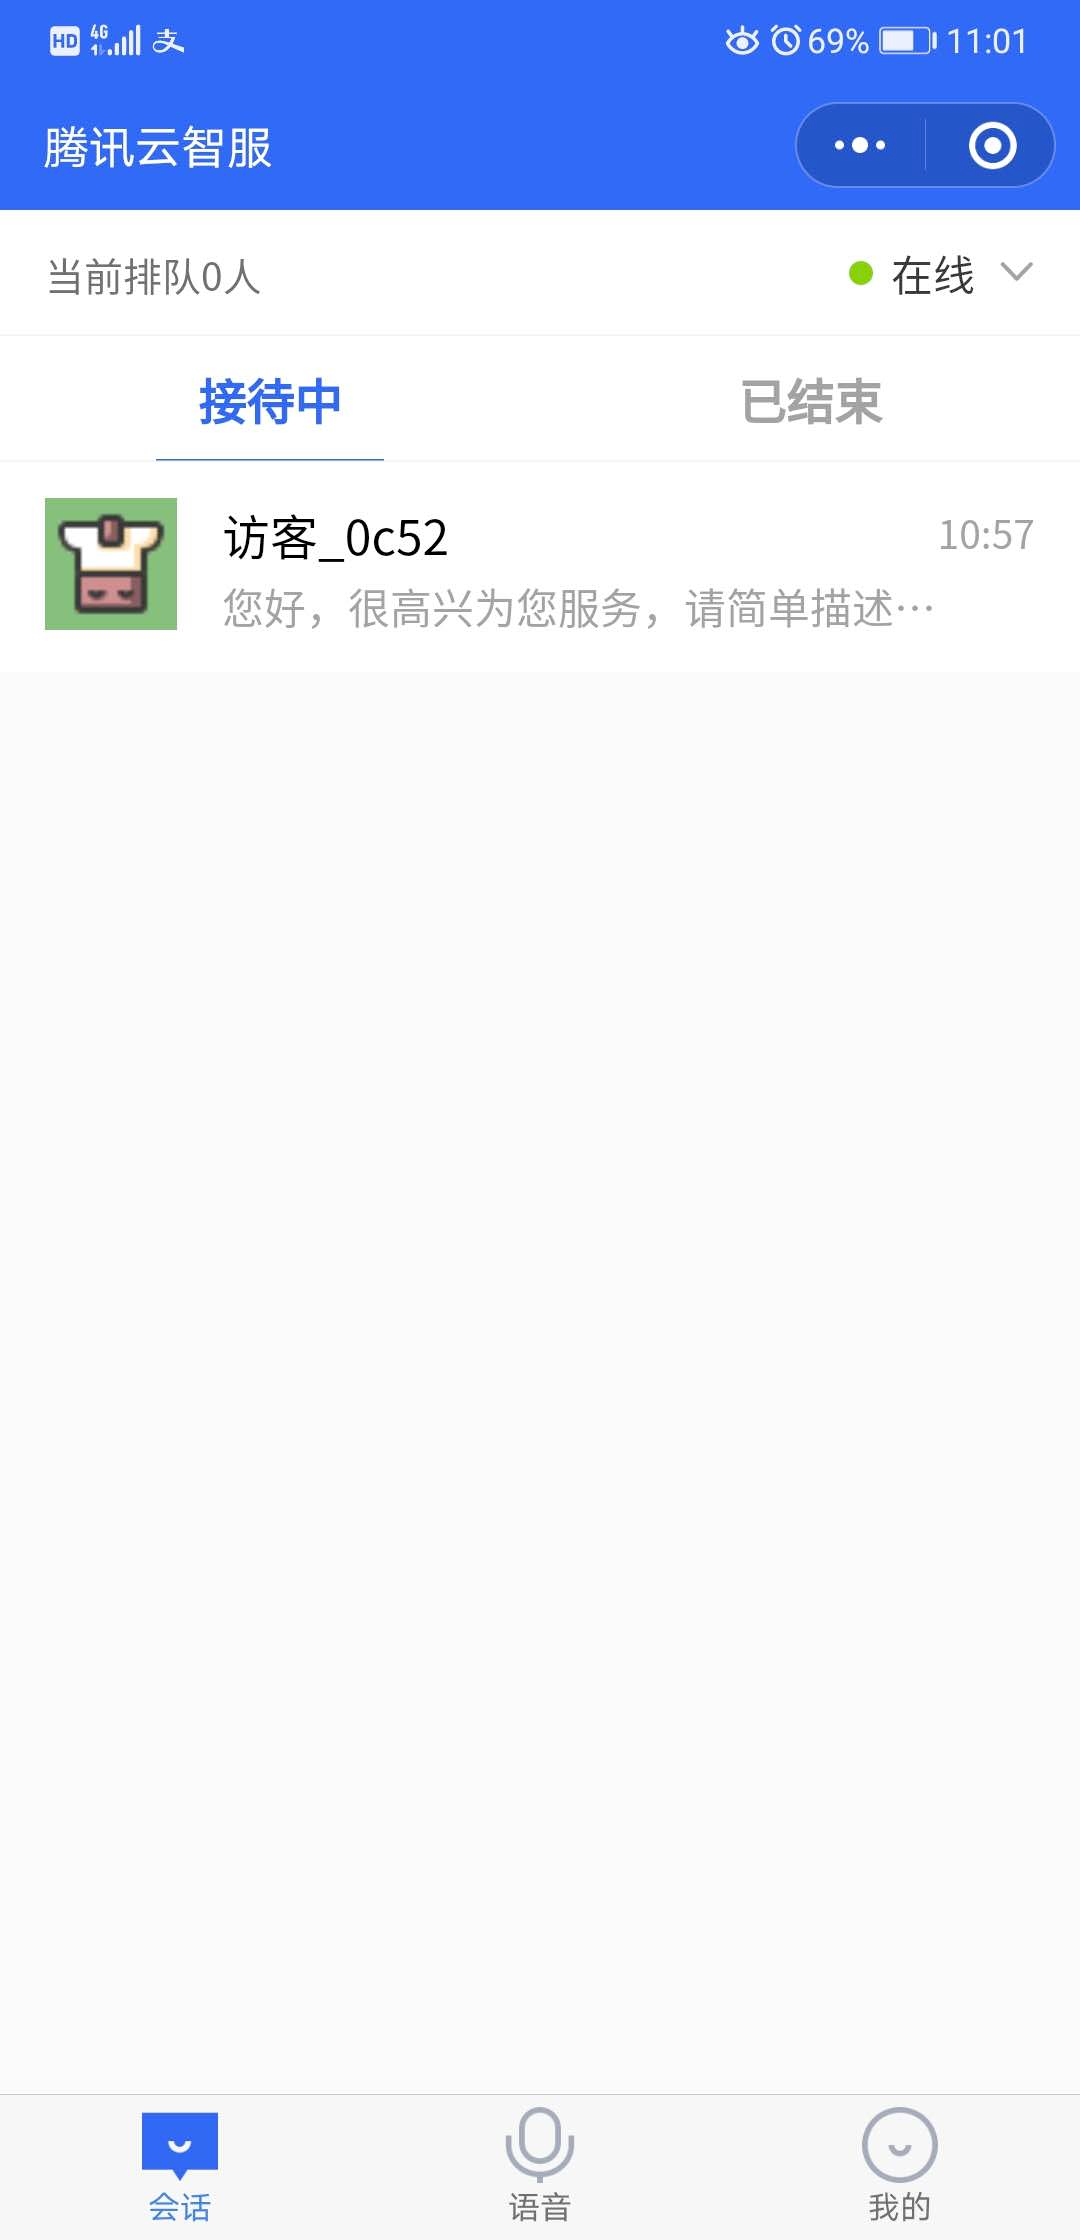 HD 4G 69% 11:01
腾讯云智服
当前排队0人 在线
接待中 已结束
访客_0c52 10:57
您好，很高兴为您服务，请简单描述…
会话 语音 我的